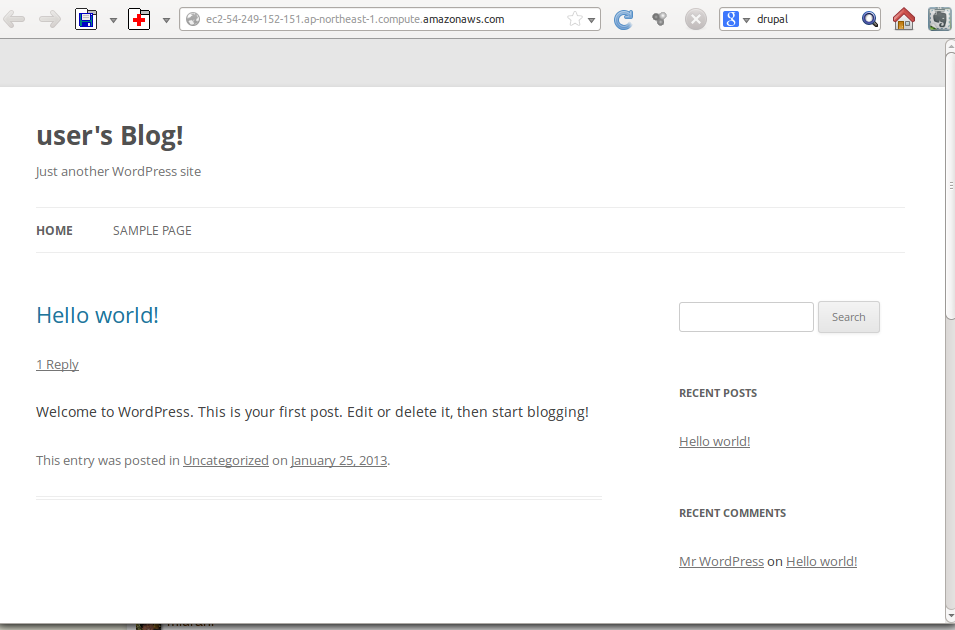 ec2-54-249-152-151.ap-northeast-1.compute.amazonaws.com
drupal
user's Blog!
Just another WordPress site
HOME SAMPLE PAGE
Hello world!
1 Reply
Welcome to WordPress. This is your first post. Edit or delete it, then start blogging!
This entry was posted in Uncategorized on January 25, 2013.
Search
RECENT POSTS
Hello world!
RECENT COMMENTS
Mr WordPress on Hello world!